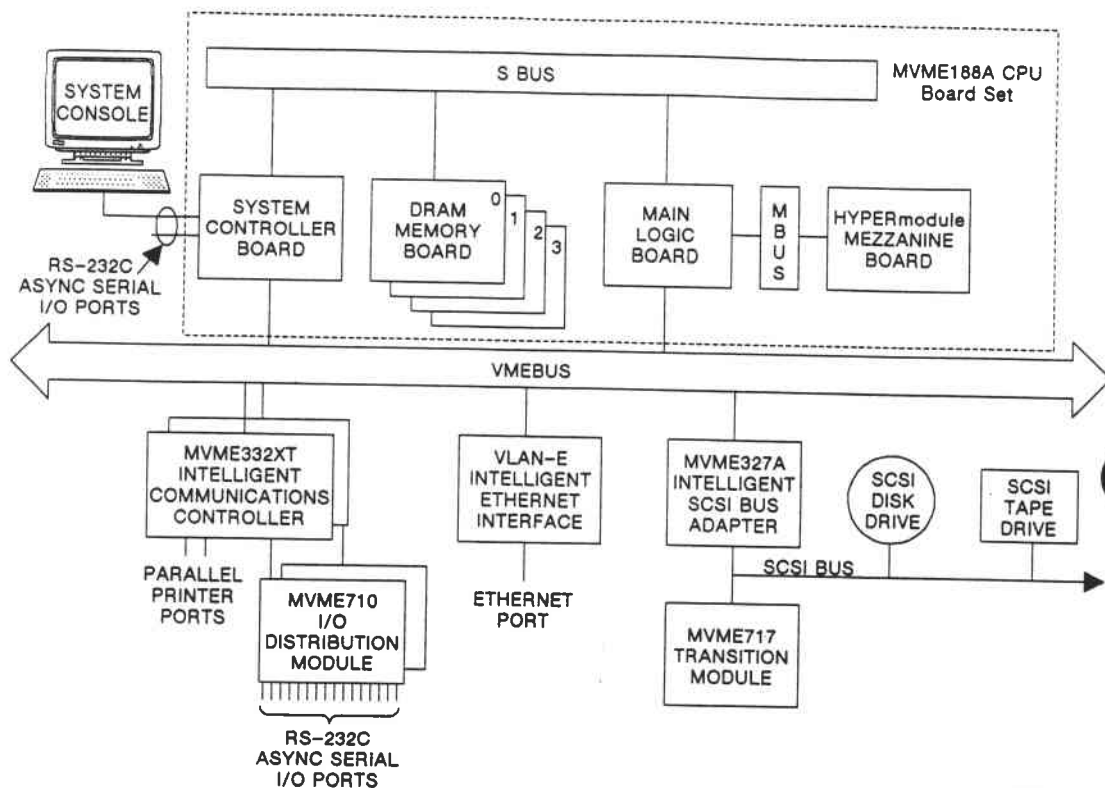 S BUS
MVME188A CPU
Board Set
SYSTEM
CONSOLE
SYSTEM
CONTROLLER
BOARD
DRAM
MEMORY
BOARD
0
1
2
3
MAIN
LOGIC
BOARD
M
B
U
S
HYPERmodule
MEZZANINE
BOARD
RS-232C
ASYNC SERIAL
I/O PORTS
VMEBUS
MVME332XT
INTELLIGENT
COMMUNICATIONS
CONTROLLER
VLAN-E
INTELLIGENT
ETHERNET
INTERFACE
MVME327A
INTELLIGENT
SCSI BUS
ADAPTER
SCSI
DISK
DRIVE
SCSI
TAPE
DRIVE
SCSI BUS
PARALLEL
PRINTER
PORTS
MVME710
I/O
DISTRIBUTION
MODULE
ETHERNET
PORT
MVME717
TRANSITION
MODULE
RS-232C
ASYNC SERIAL
I/O PORTS